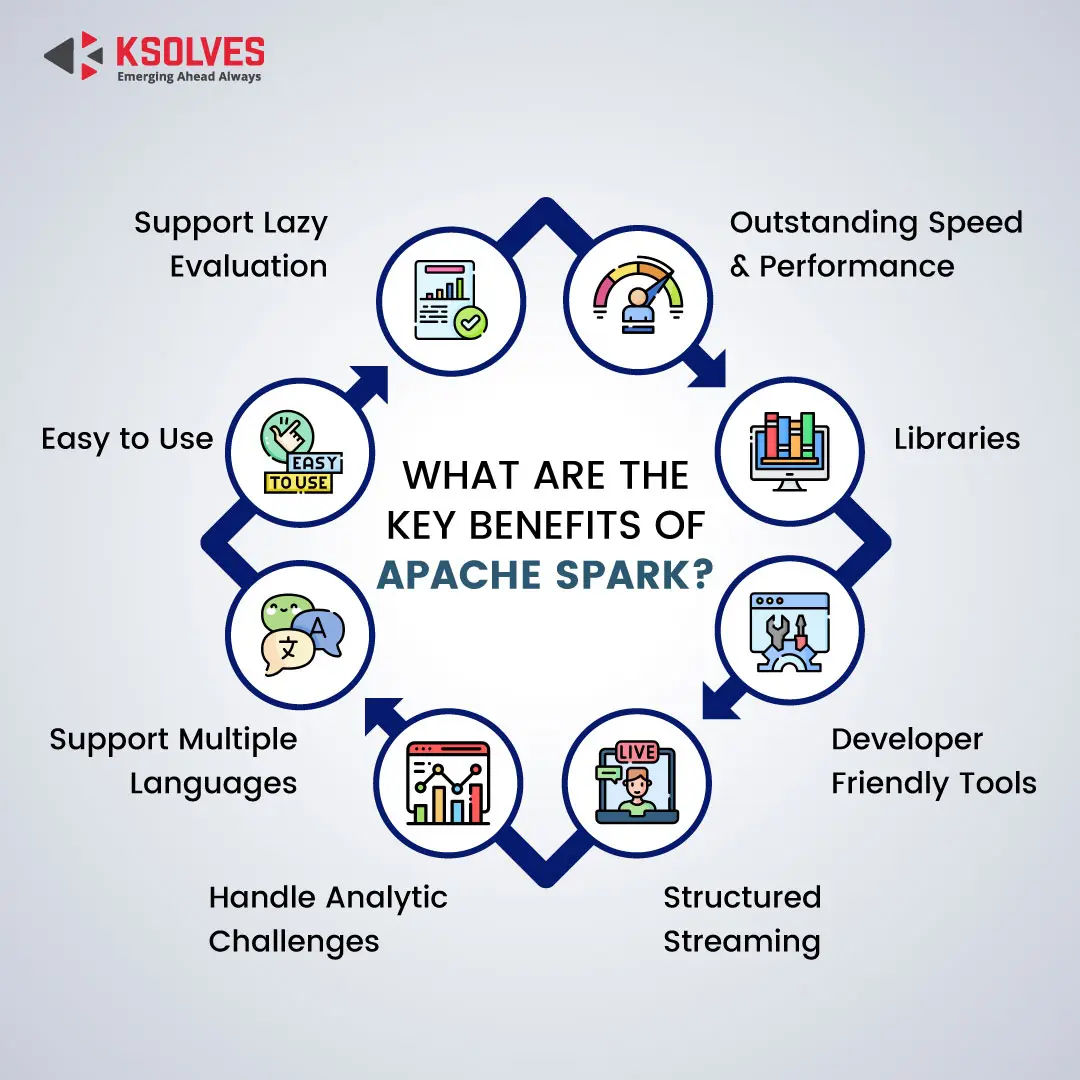 KSOLVES
Emerging Ahead Always
Support Lazy
Evaluation
Outstanding Speed
& Performance
Easy to Use
EASY
TO USE
Libraries
WHAT ARE THE
KEY BENEFITS OF
APACHE SPARK?
A
文
Support Multiple
Languages
LIVE
Developer
Friendly Tools
Handle Analytic
Challenges
Structured
Streaming